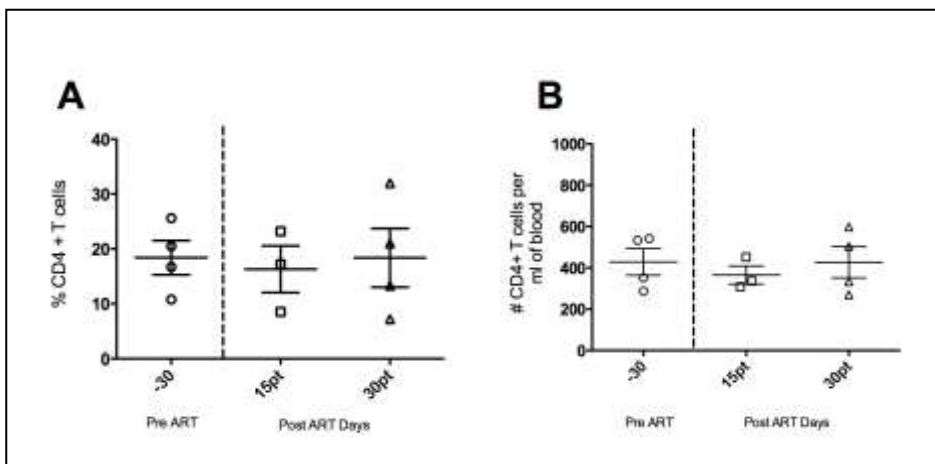 A
% CD4 + T cells
40
30
20
10
0
-30
15pt
30pt
Pre ART
Post ART Days
B
# CD4+ T cells per
ml of blood
1000
800
600
400
200
0
-30
15pt
30pt
Pre ART
Post ART Days